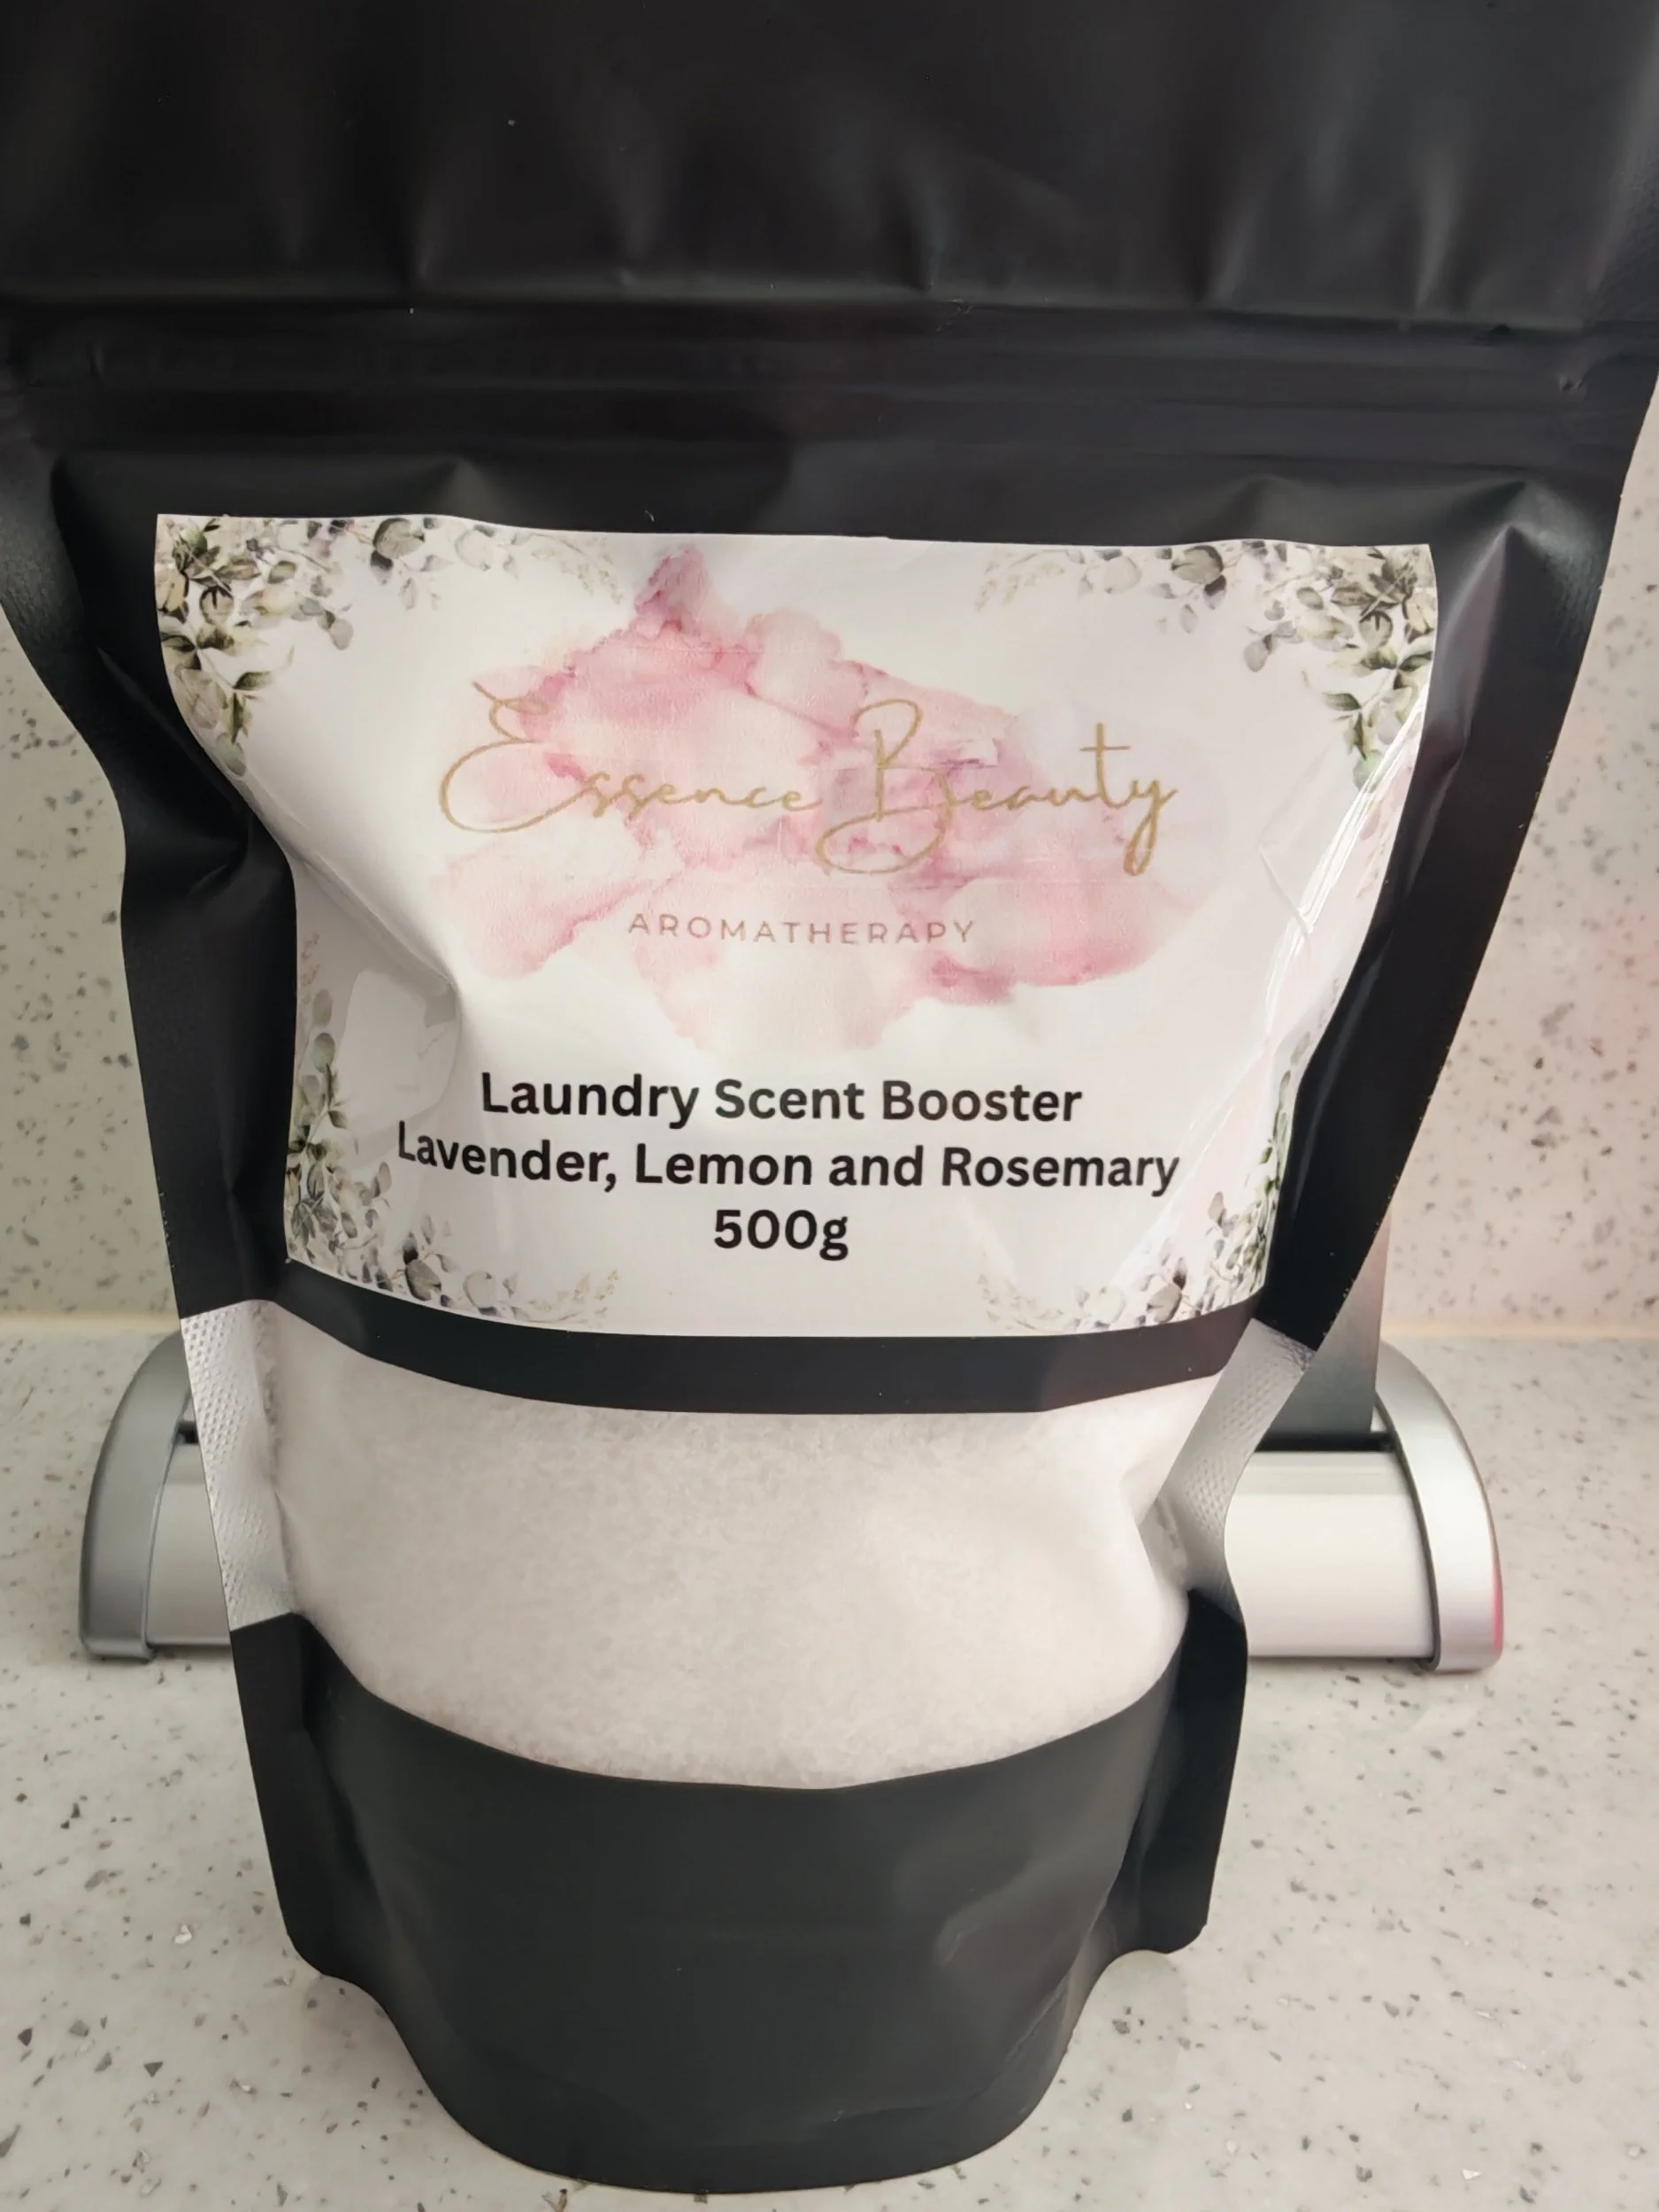 Essence Beauty
AROMATHERAPY
Laundry Scent Booster
Lavender, Lemon and Rosemary
500g